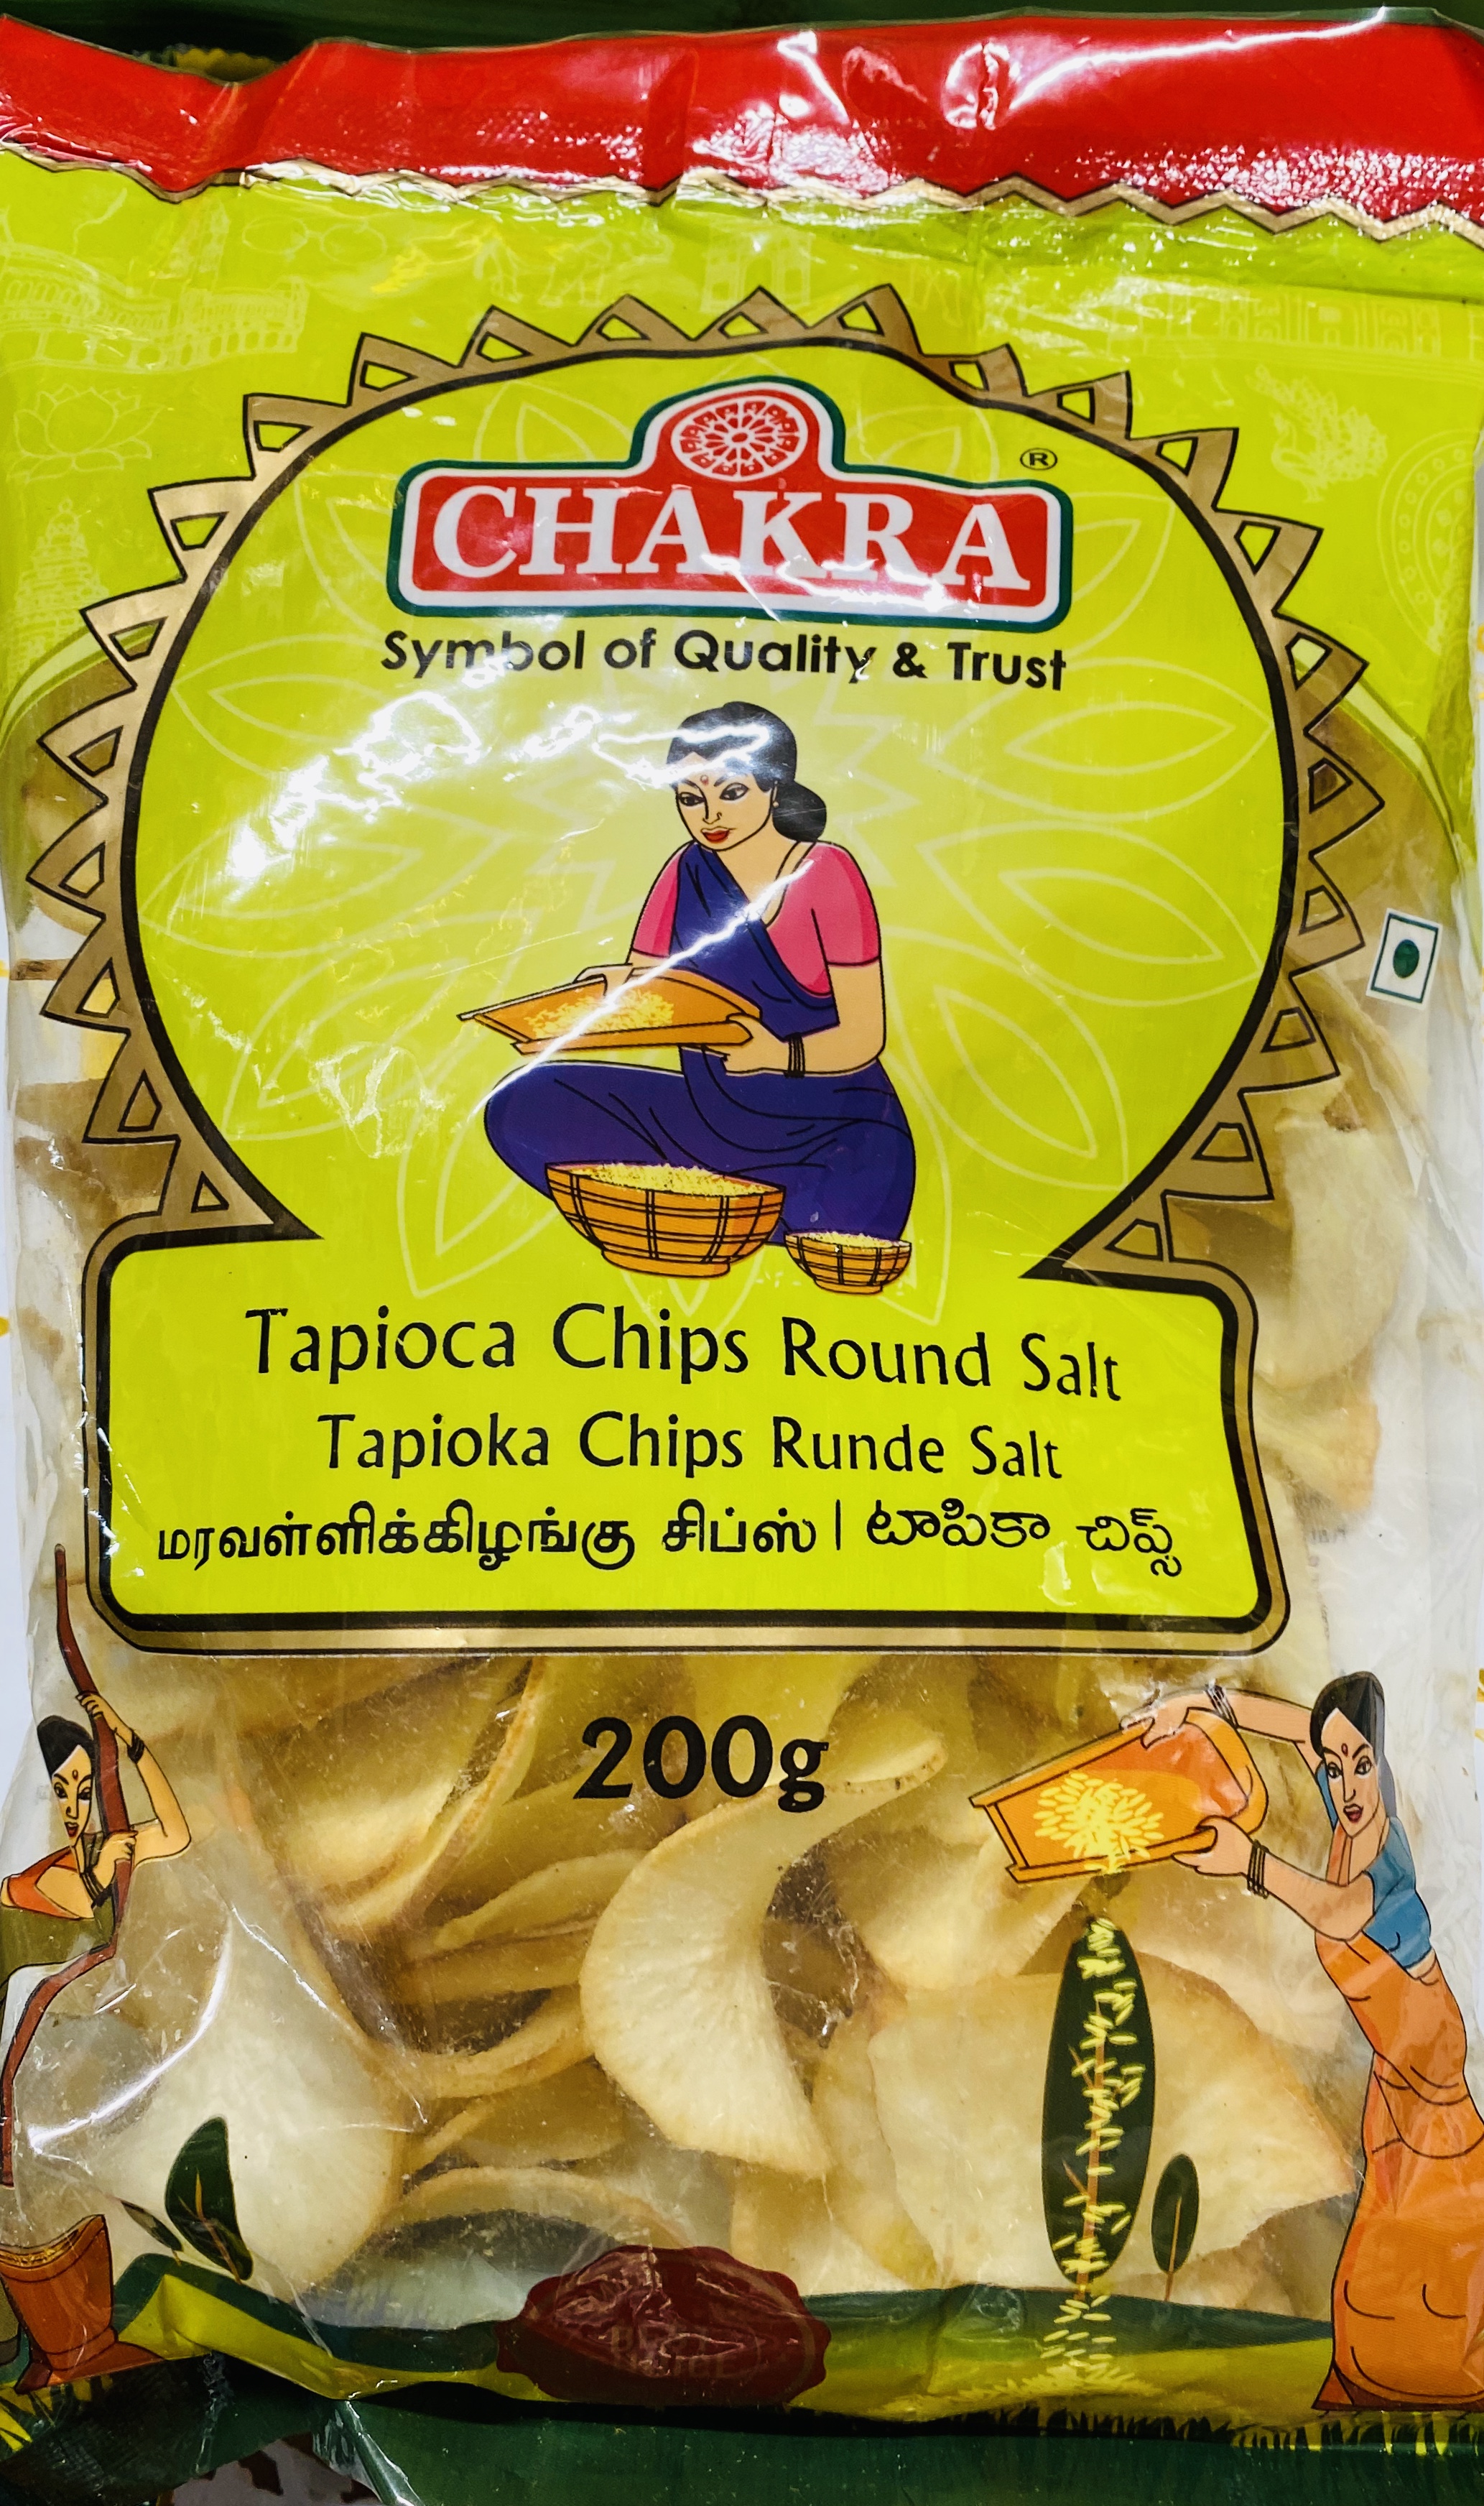 CHAKRA
®
Symbol of Quality & Trust
Tapioca Chips Round Salt
Tapioka Chips Runde Salt
மரவள்ளிக்கிழங்கு சிப்ஸ் | టాపికా చిప్స్
200g